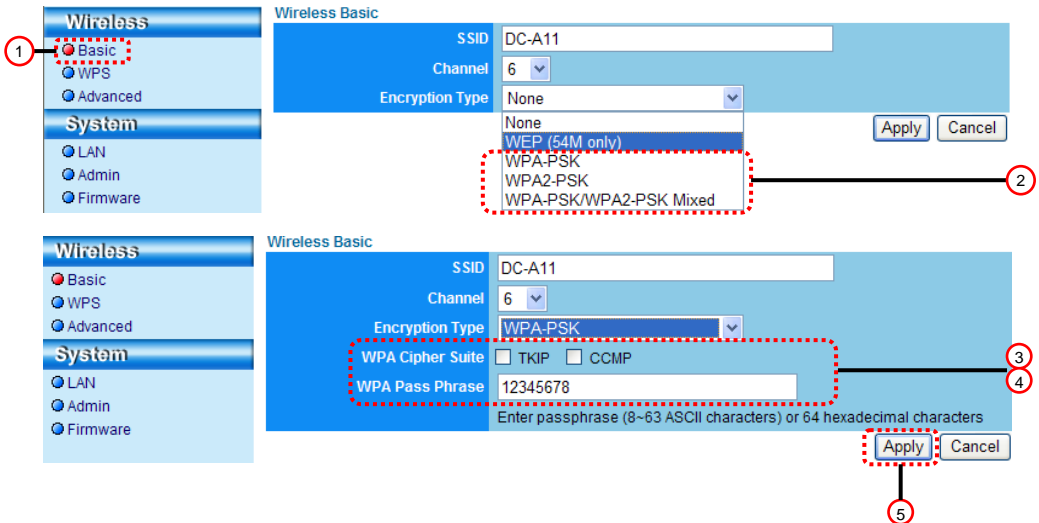 Wireless
Wireless Basic
1
Basic
WPS
Advanced
System
LAN
Admin
Firmware
SSID DC-A11
Channel 6
Encryption Type None
None
WEP (54M only)
WPA-PSK
WPA2-PSK
WPA-PSK/WPA2-PSK Mixed
Apply Cancel
2
Wireless
Wireless Basic
Basic
WPS
Advanced
System
LAN
Admin
Firmware
SSID DC-A11
Channel 6
Encryption Type WPA-PSK
WPA Cipher Suite TKIP CCMP
WPA Pass Phrase 12345678
Enter passphrase (8~63 ASCII characters) or 64 hexadecimal characters
3
4
Apply Cancel
5